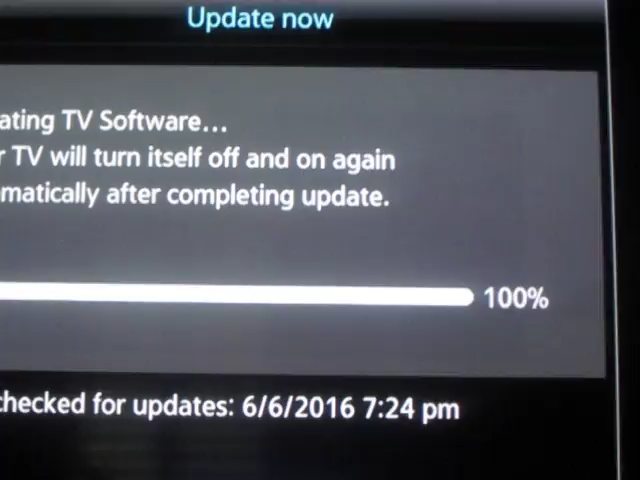 Update now
ating TV Software...
r TV will turn itself off and on again
matically after completing update.
100%
checked for updates: 6/6/2016 7:24 pm